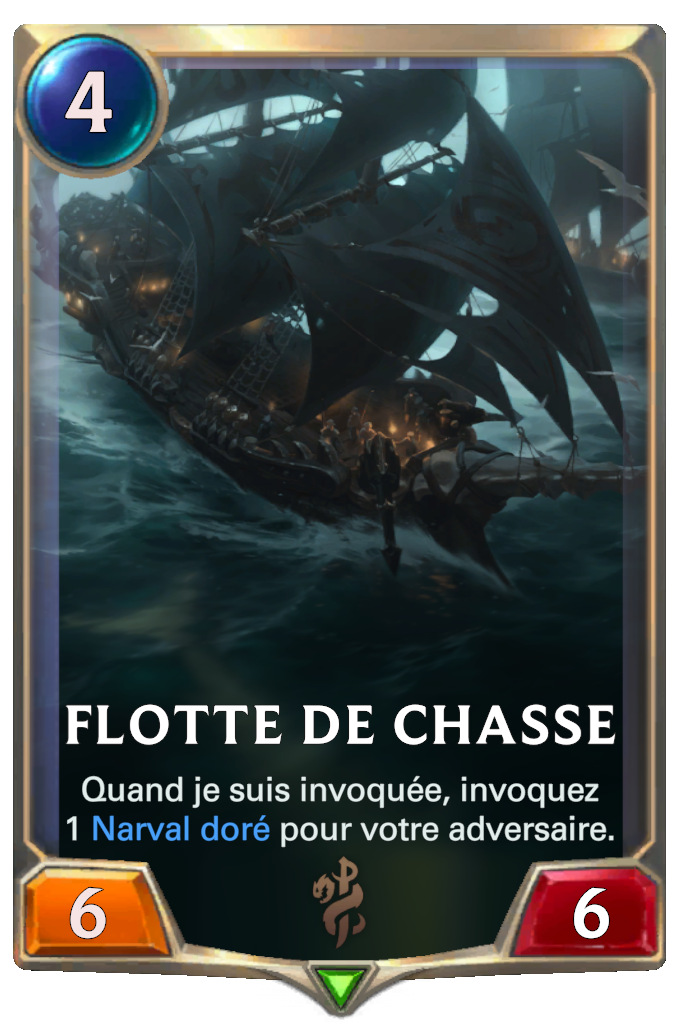 4
FLOTTE DE CHASSE
Quand je suis invoquée, invoquez
1 Narval doré pour votre adversaire.
6 6